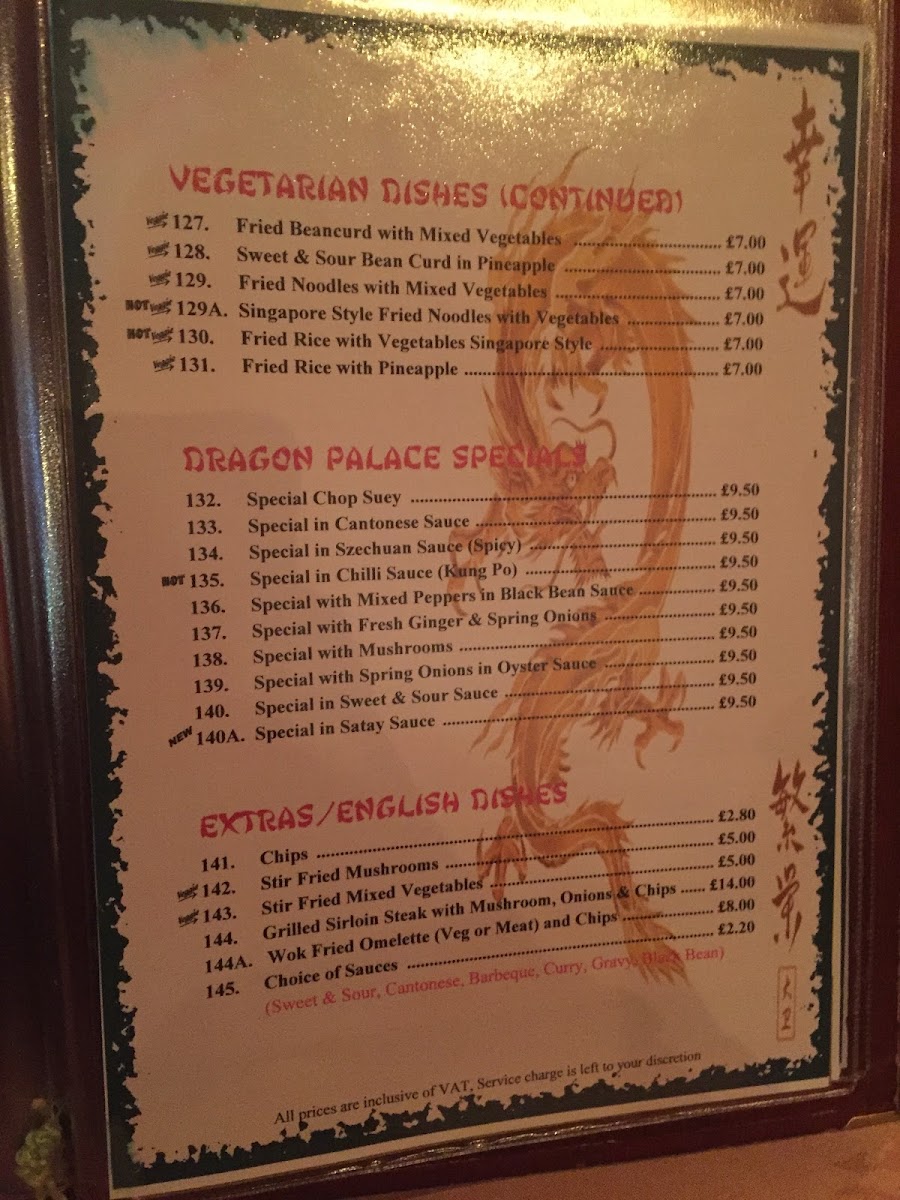 VEGETARIAN DISHES (CONTINUED)
127. Fried Beancurd with Mixed Vegetables ........ £7.00
128. Sweet & Sour Bean Curd in Pineapple ........ £7.00
129. Fried Noodles with Mixed Vegetables ........ £7.00
HOT 129A. Singapore Style Fried Noodles with Vegetables ........ £7.00
HOT 130. Fried Rice with Vegetables Singapore Style ........ £7.00
131. Fried Rice with Pineapple ........ £7.00
DRAGON PALACE SPECIALS
132. Special Chop Suey ........ £9.50
133. Special in Cantonese Sauce ........ £9.50
134. Special in Szechuan Sauce (Spicy) ........ £9.50
HOT 135. Special in Chilli Sauce (Kung Po) ........ £9.50
136. Special with Mixed Peppers in Black Bean Sauce ........ £9.50
137. Special with Fresh Ginger & Spring Onions ........ £9.50
138. Special with Mushrooms ........ £9.50
139. Special with Spring Onions in Oyster Sauce ........ £9.50
140. Special in Sweet & Sour Sauce ........ £9.50
NEW 140A. Special in Satay Sauce ........ £9.50
EXTRAS/ENGLISH DISHES
141. Chips ........ £2.80
142. Stir Fried Mushrooms ........ £5.00
143. Stir Fried Mixed Vegetables ........ £5.00
144. Grilled Sirloin Steak with Mushroom, Onions & Chips ...... £14.00
144A. Wok Fried Omelette (Veg or Meat) and Chips ........ £8.00
145. Choice of Sauces ........ £2.20
(Sweet & Sour, Cantonese, Barbeque, Curry, Gravy, Black Bean)
All prices are inclusive of VAT, Service charge is left to your discretion
幸運
繁榮